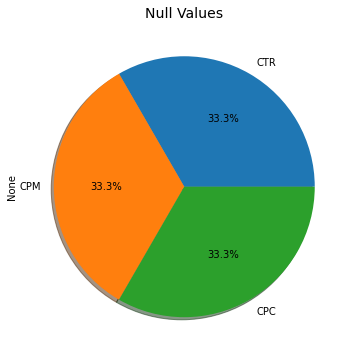 Null Values
CTR
33.3%
None
CPM
33.3%
33.3%
CPC